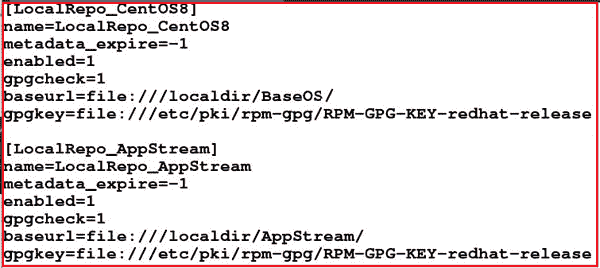 [LocalRepo_CentOS8]
name=LocalRepo_CentOS8
metadata_expire=-1
enabled=1
gpgcheck=1
baseurl=file:///localdir/BaseOS/
gpgkey=file:///etc/pki/rpm-gpg/RPM-GPG-KEY-redhat-release

[LocalRepo_AppStream]
name=LocalRepo_AppStream
metadata_expire=-1
enabled=1
gpgcheck=1
baseurl=file:///localdir/AppStream/
gpgkey=file:///etc/pki/rpm-gpg/RPM-GPG-KEY-redhat-release